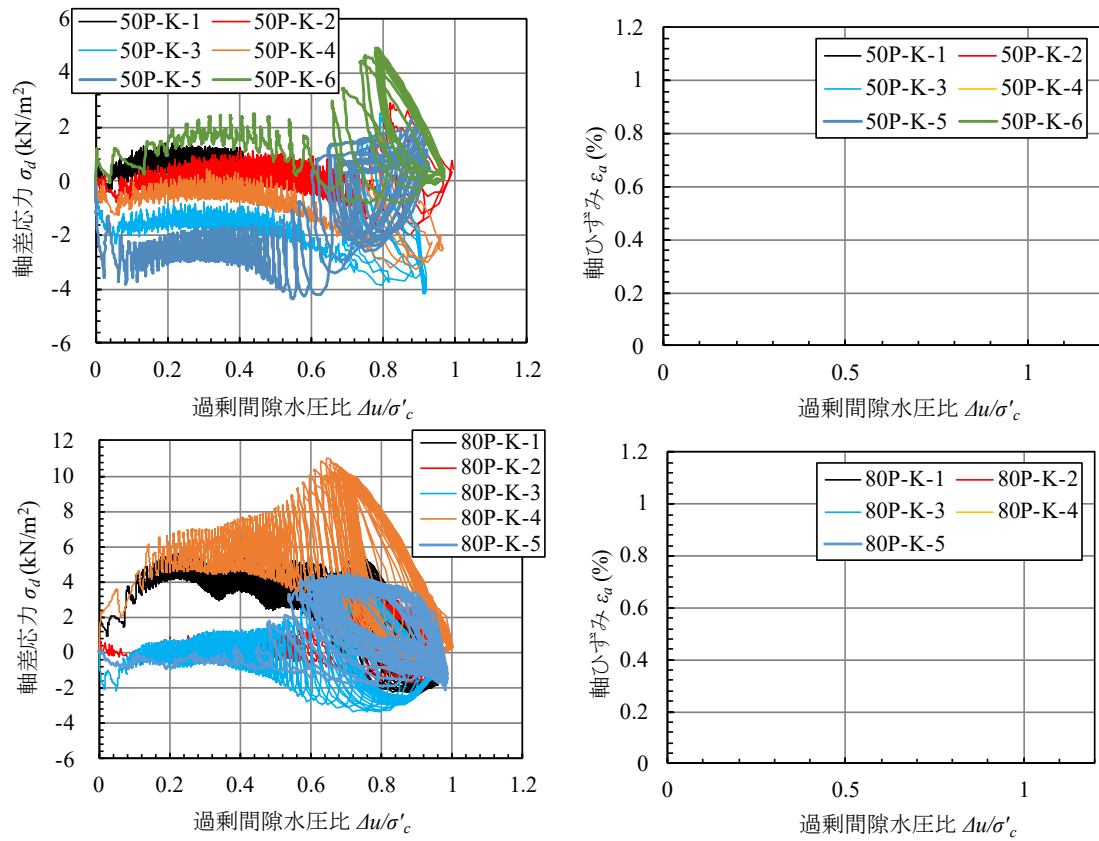 6
4
2
0
-2
-4
-6
軸差応力 σd (kN/m2)
50P-K-1 50P-K-2
50P-K-3 50P-K-4
50P-K-5 50P-K-6
0 0.2 0.4 0.6 0.8 1 1.2
過剰間隙水圧比 Δu/σ'c
1.2
1
0.8
0.6
0.4
0.2
0
軸ひずみ εa (%)
50P-K-1 50P-K-2
50P-K-3 50P-K-4
50P-K-5 50P-K-6
0 0.5 1
過剰間隙水圧比 Δu/σ'c
12
10
8
6
4
2
0
-2
-4
-6
軸差応力 σd (kN/m2)
80P-K-1
80P-K-2
80P-K-3
80P-K-4
80P-K-5
0 0.2 0.4 0.6 0.8 1 1.2
過剰間隙水圧比 Δu/σ'c
1.2
1
0.8
0.6
0.4
0.2
0
軸ひずみ εa (%)
80P-K-1 80P-K-2
80P-K-3 80P-K-4
80P-K-5
0 0.5 1
過剰間隙水圧比 Δu/σ'c